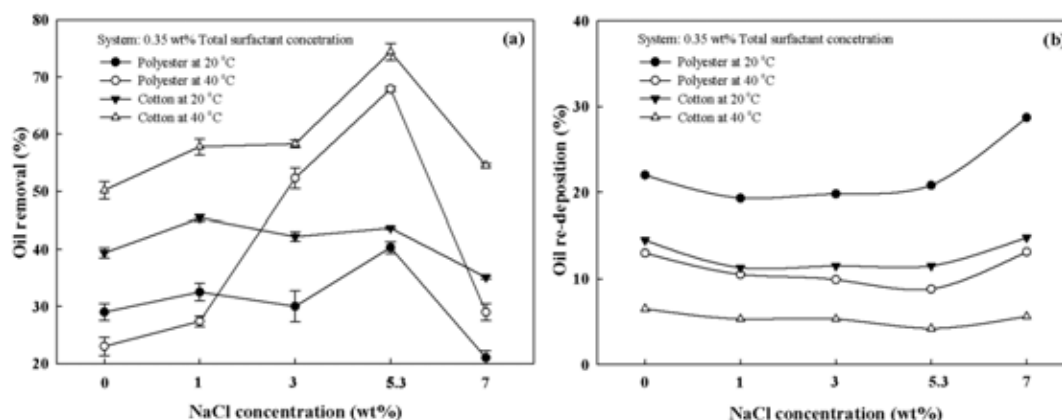 System: 0.35 wt% Total surfactant concetration
(a)
Polyester at 20 °C
Polyester at 40 °C
Cotton at 20 °C
Cotton at 40 °C
Oil removal (%)
80
70
60
50
40
30
20
0 1 3 5.3 7
NaCl concentration (wt%)
System: 0.35 wt% Total surfactant concetration
(b)
Polyester at 20 °C
Polyester at 40 °C
Cotton at 20 °C
Cotton at 40 °C
Oil re-deposition (%)
40
30
20
10
0
0 1 3 5.3 7
NaCl concentration (wt%)